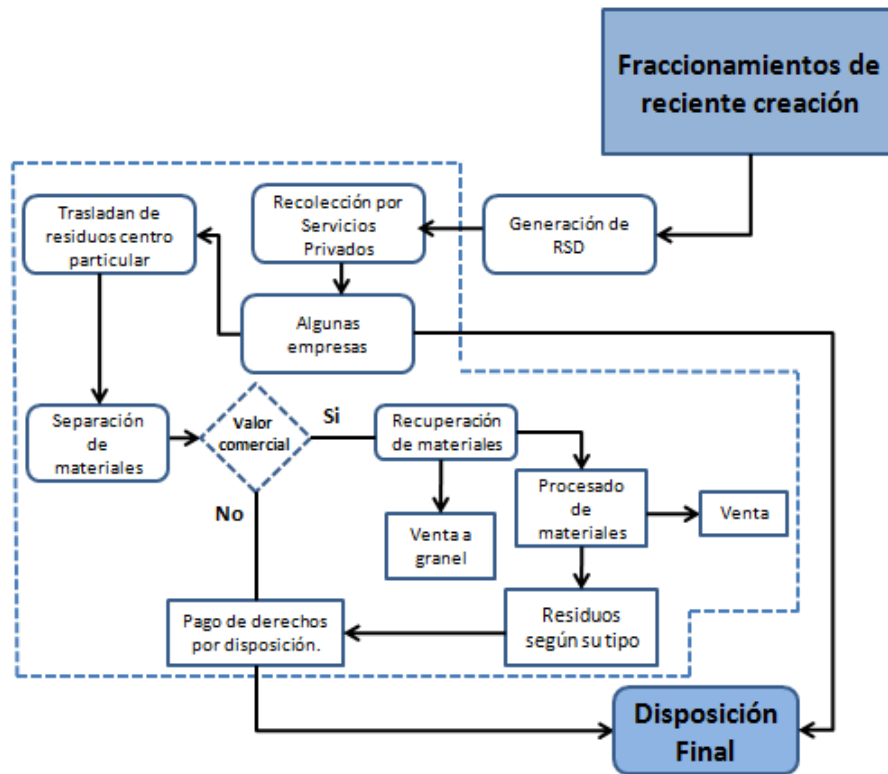 Fraccionamientos de
reciente creación
Trasladan de
residuos centro
particular
Recolección por
Servicios
Privados
Generación de
RSD
Algunas
empresas
Separación
de
materiales
Valor
comercial
Si
Recuperación
de materiales
Procesado
de
materiales
Venta
No
Venta a
granel
Pago de derechos
por disposición.
Residuos
según su tipo
Disposición
Final